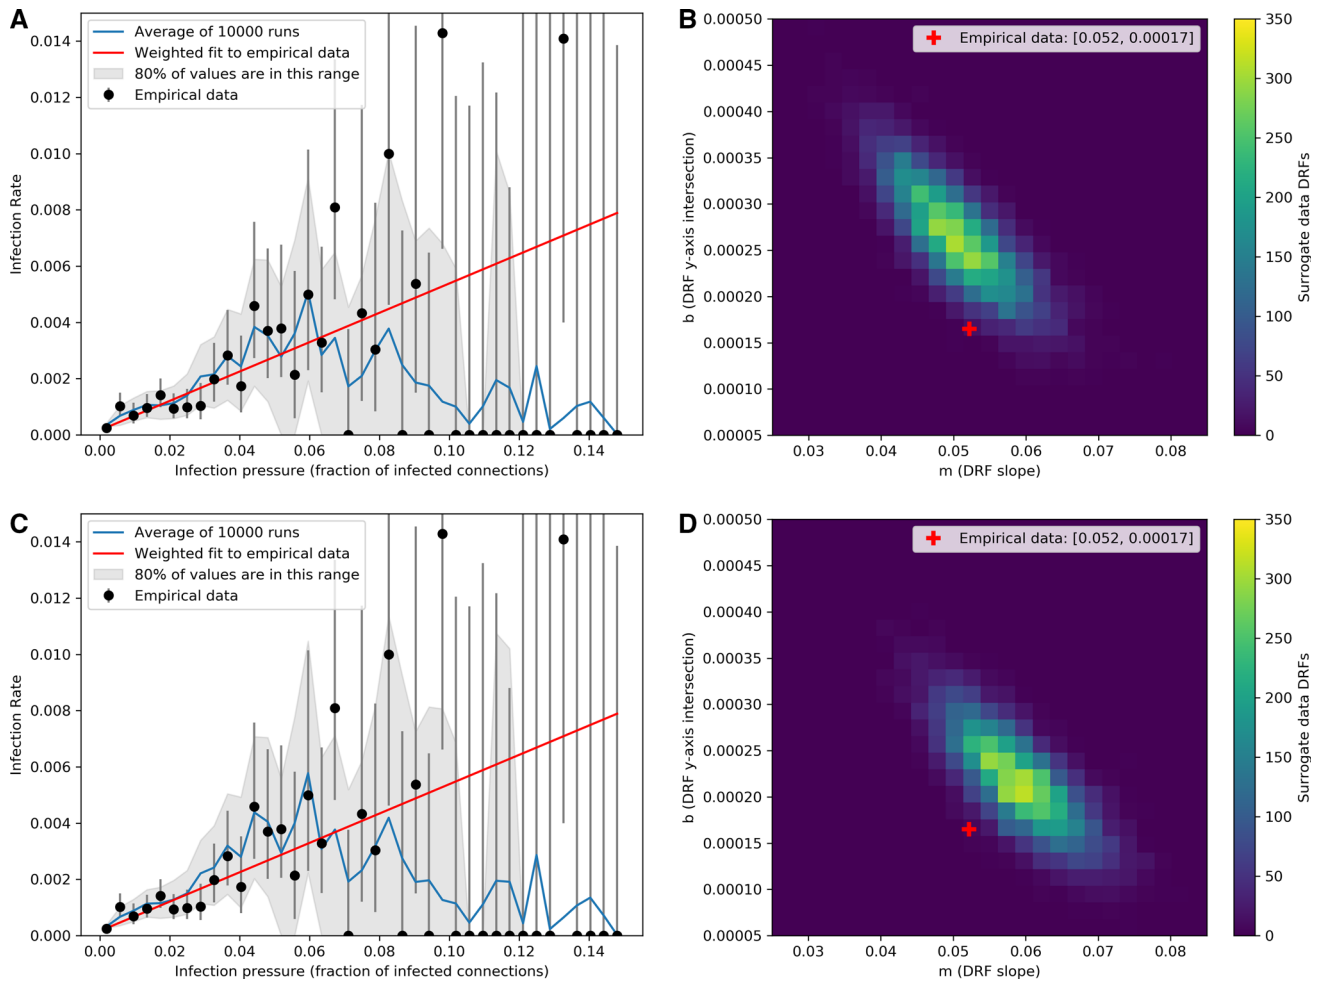 A
Average of 10000 runs
Weighted fit to empirical data
80% of values are in this range
Empirical data
0.014
0.012
0.010
0.008
0.006
0.004
0.002
0.000
Infection Rate
0.00 0.02 0.04 0.06 0.08 0.10 0.12 0.14
Infection pressure (fraction of infected connections)
B
Empirical data: [0.052, 0.00017]
0.00050
0.00045
0.00040
0.00035
0.00030
0.00025
0.00020
0.00015
0.00010
0.00005
b (DRF y-axis intersection)
0.03 0.04 0.05 0.06 0.07 0.08
m (DRF slope)
350
300
250
200
150
100
50
0
Surrogate data DRFs
C
Average of 10000 runs
Weighted fit to empirical data
80% of values are in this range
Empirical data
0.014
0.012
0.010
0.008
0.006
0.004
0.002
0.000
Infection Rate
0.00 0.02 0.04 0.06 0.08 0.10 0.12 0.14
Infection pressure (fraction of infected connections)
D
Empirical data: [0.052, 0.00017]
0.00050
0.00045
0.00040
0.00035
0.00030
0.00025
0.00020
0.00015
0.00010
0.00005
b (DRF y-axis intersection)
0.03 0.04 0.05 0.06 0.07 0.08
m (DRF slope)
350
300
250
200
150
100
50
0
Surrogate data DRFs